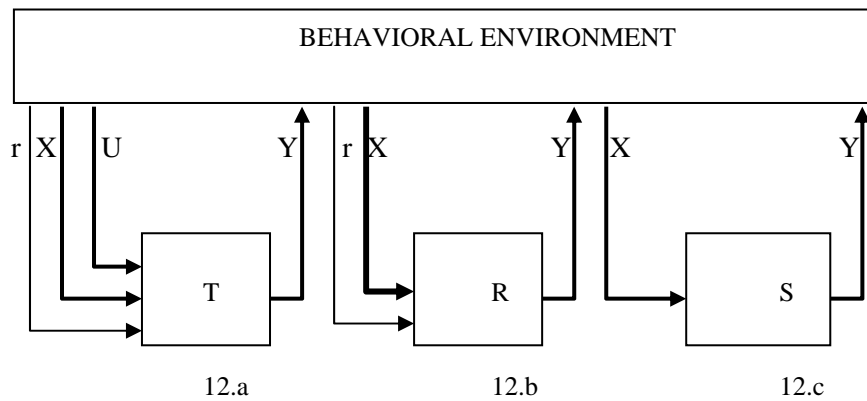 BEHAVIORAL ENVIRONMENT
r X U Y r X Y X Y
T R S
12.a 12.b 12.c